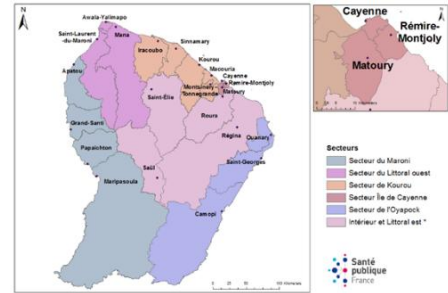 N
Awala-Yalimapo
Saint-Laurent
-du-Maroni
Mana
Iracoubo
Sinnamary
Kourou
Macouria
Cayenne
Rémire-Montjoly
Matoury
Montsinery
Tonnegrande
Apatou
Saint-Elie
Roura
Grand-Santi
Régina
Ouanary
Papaichton
Saint-Georges
Saül
Maripasoula
Camopi
N
Cayenne
Rémire-
Montjoly
Matoury
Secteurs
Secteur du Maroni
Secteur du Littoral ouest
Secteur de Kourou
Secteur Île de Cayenne
Secteur de l'Oyapock
Intérieur et Littoral est *
Santé
publique
France